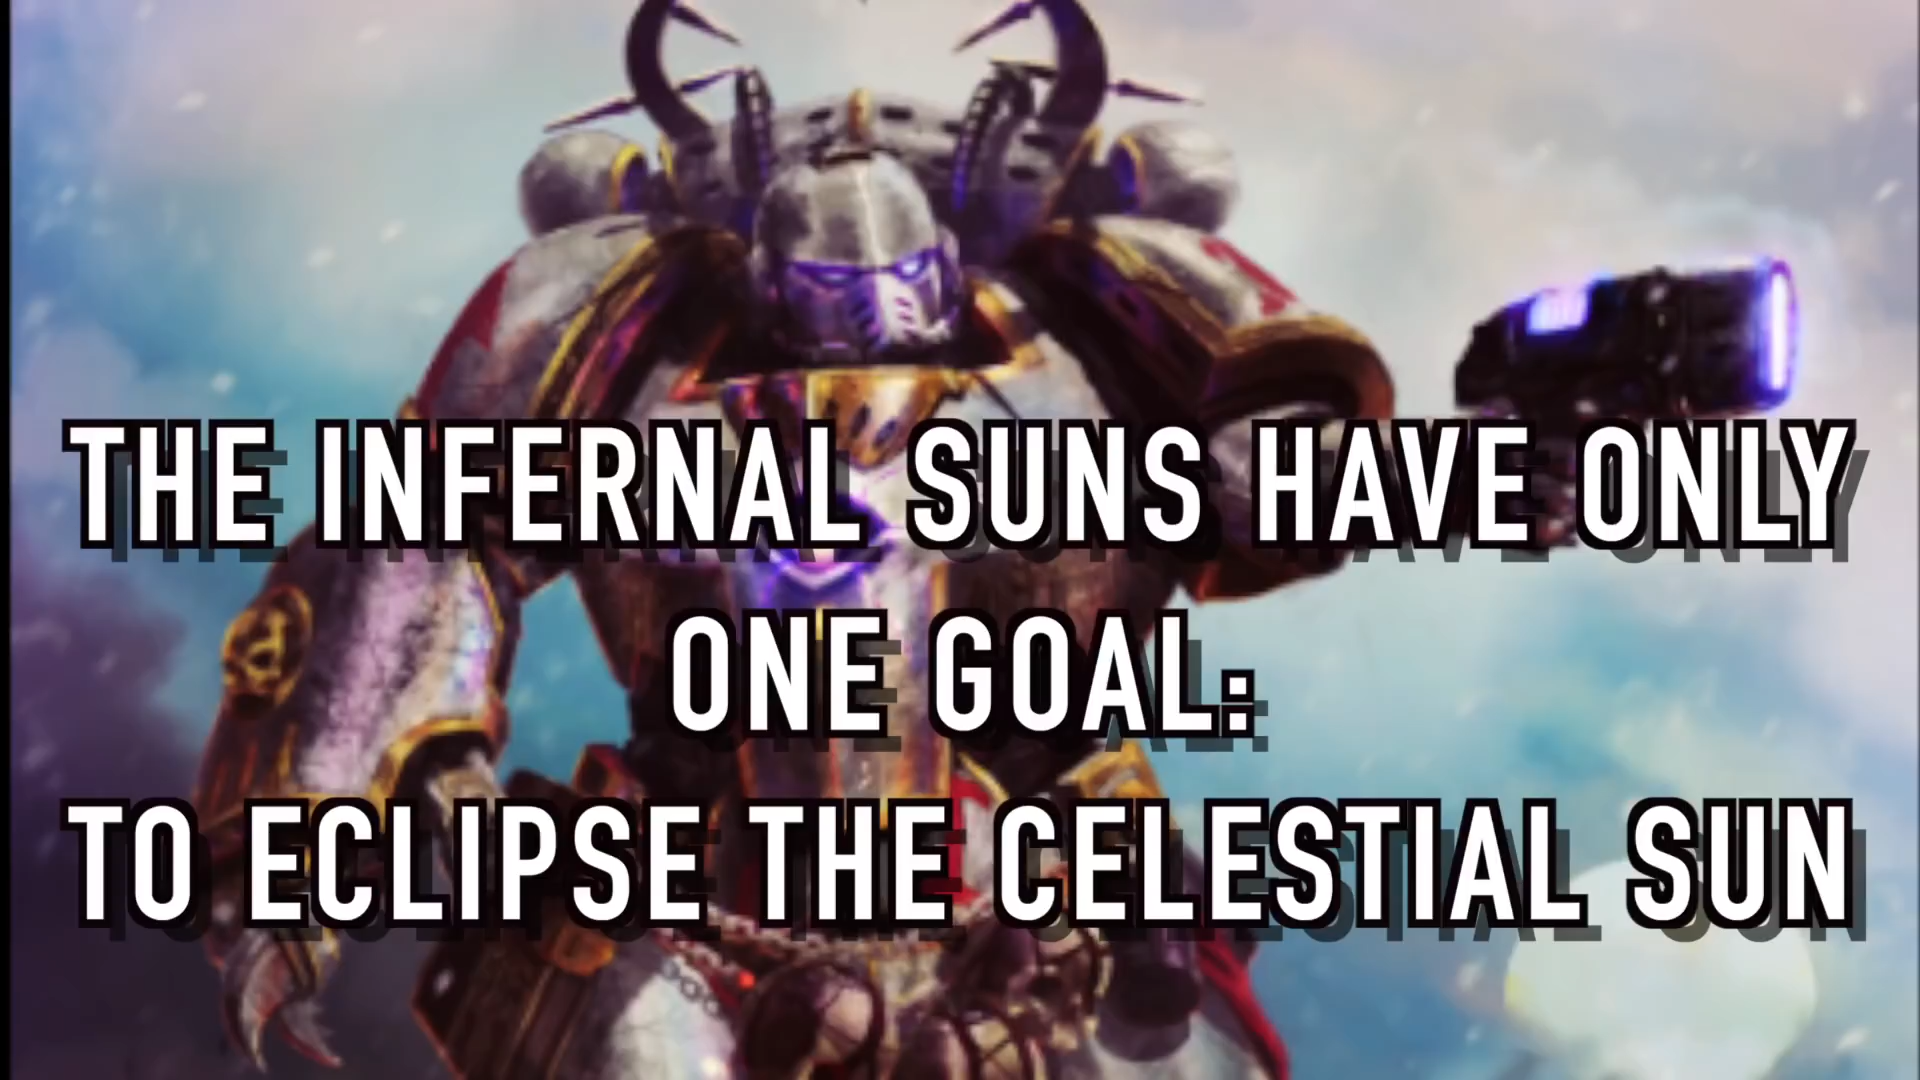 THE INFERNAL SUNS HAVE ONLY
ONE GOAL:
TO ECLIPSE THE CELESTIAL SUN